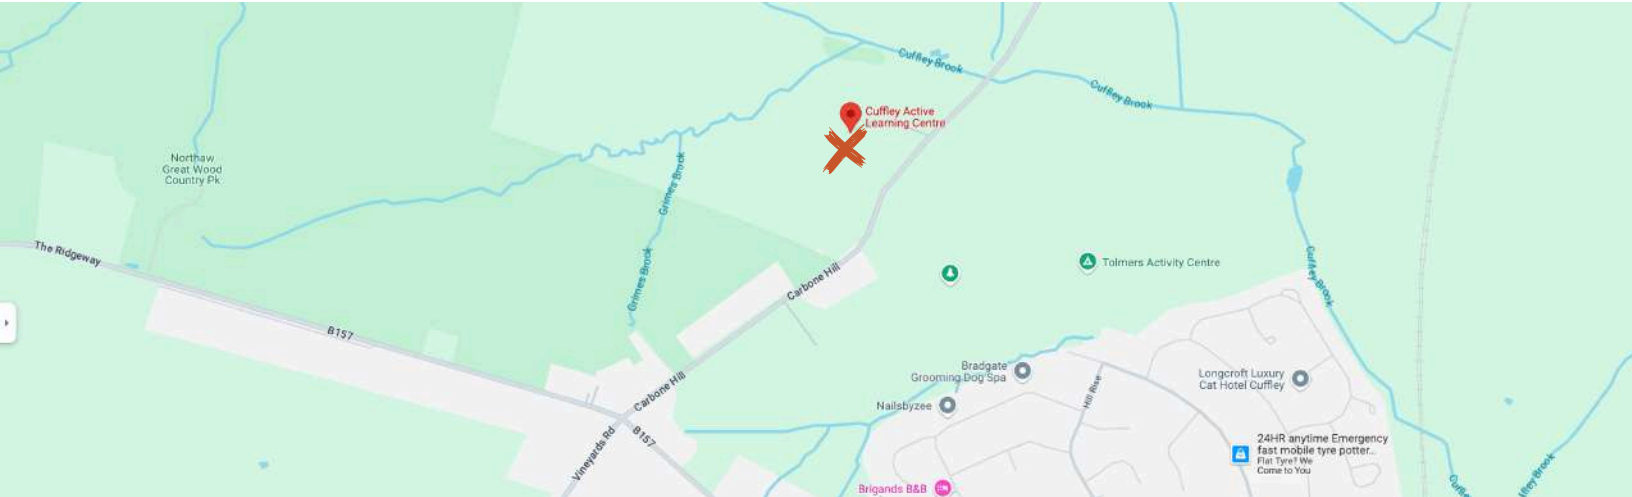 Cuffley Brook
Cuffley Brook
Cuffley Active
Learning Centre
Northaw
Great Wood
Country Pk
Grimes Brook
Grimes Brook
The Ridgeway
Carbone Hill
Tolmers Activity Centre
Cuffley Brook
B157
Bradgate
Grooming Dog Spa
Longcroft Luxury
Cat Hotel Cuffley
Hill Rise
Carbone Hill
Nailsbyzee
B157
Vineyards Rd
24HR anytime Emergency
fast mobile tyre potter...
Flat Tyre? We
Come to You
Brigands B&B